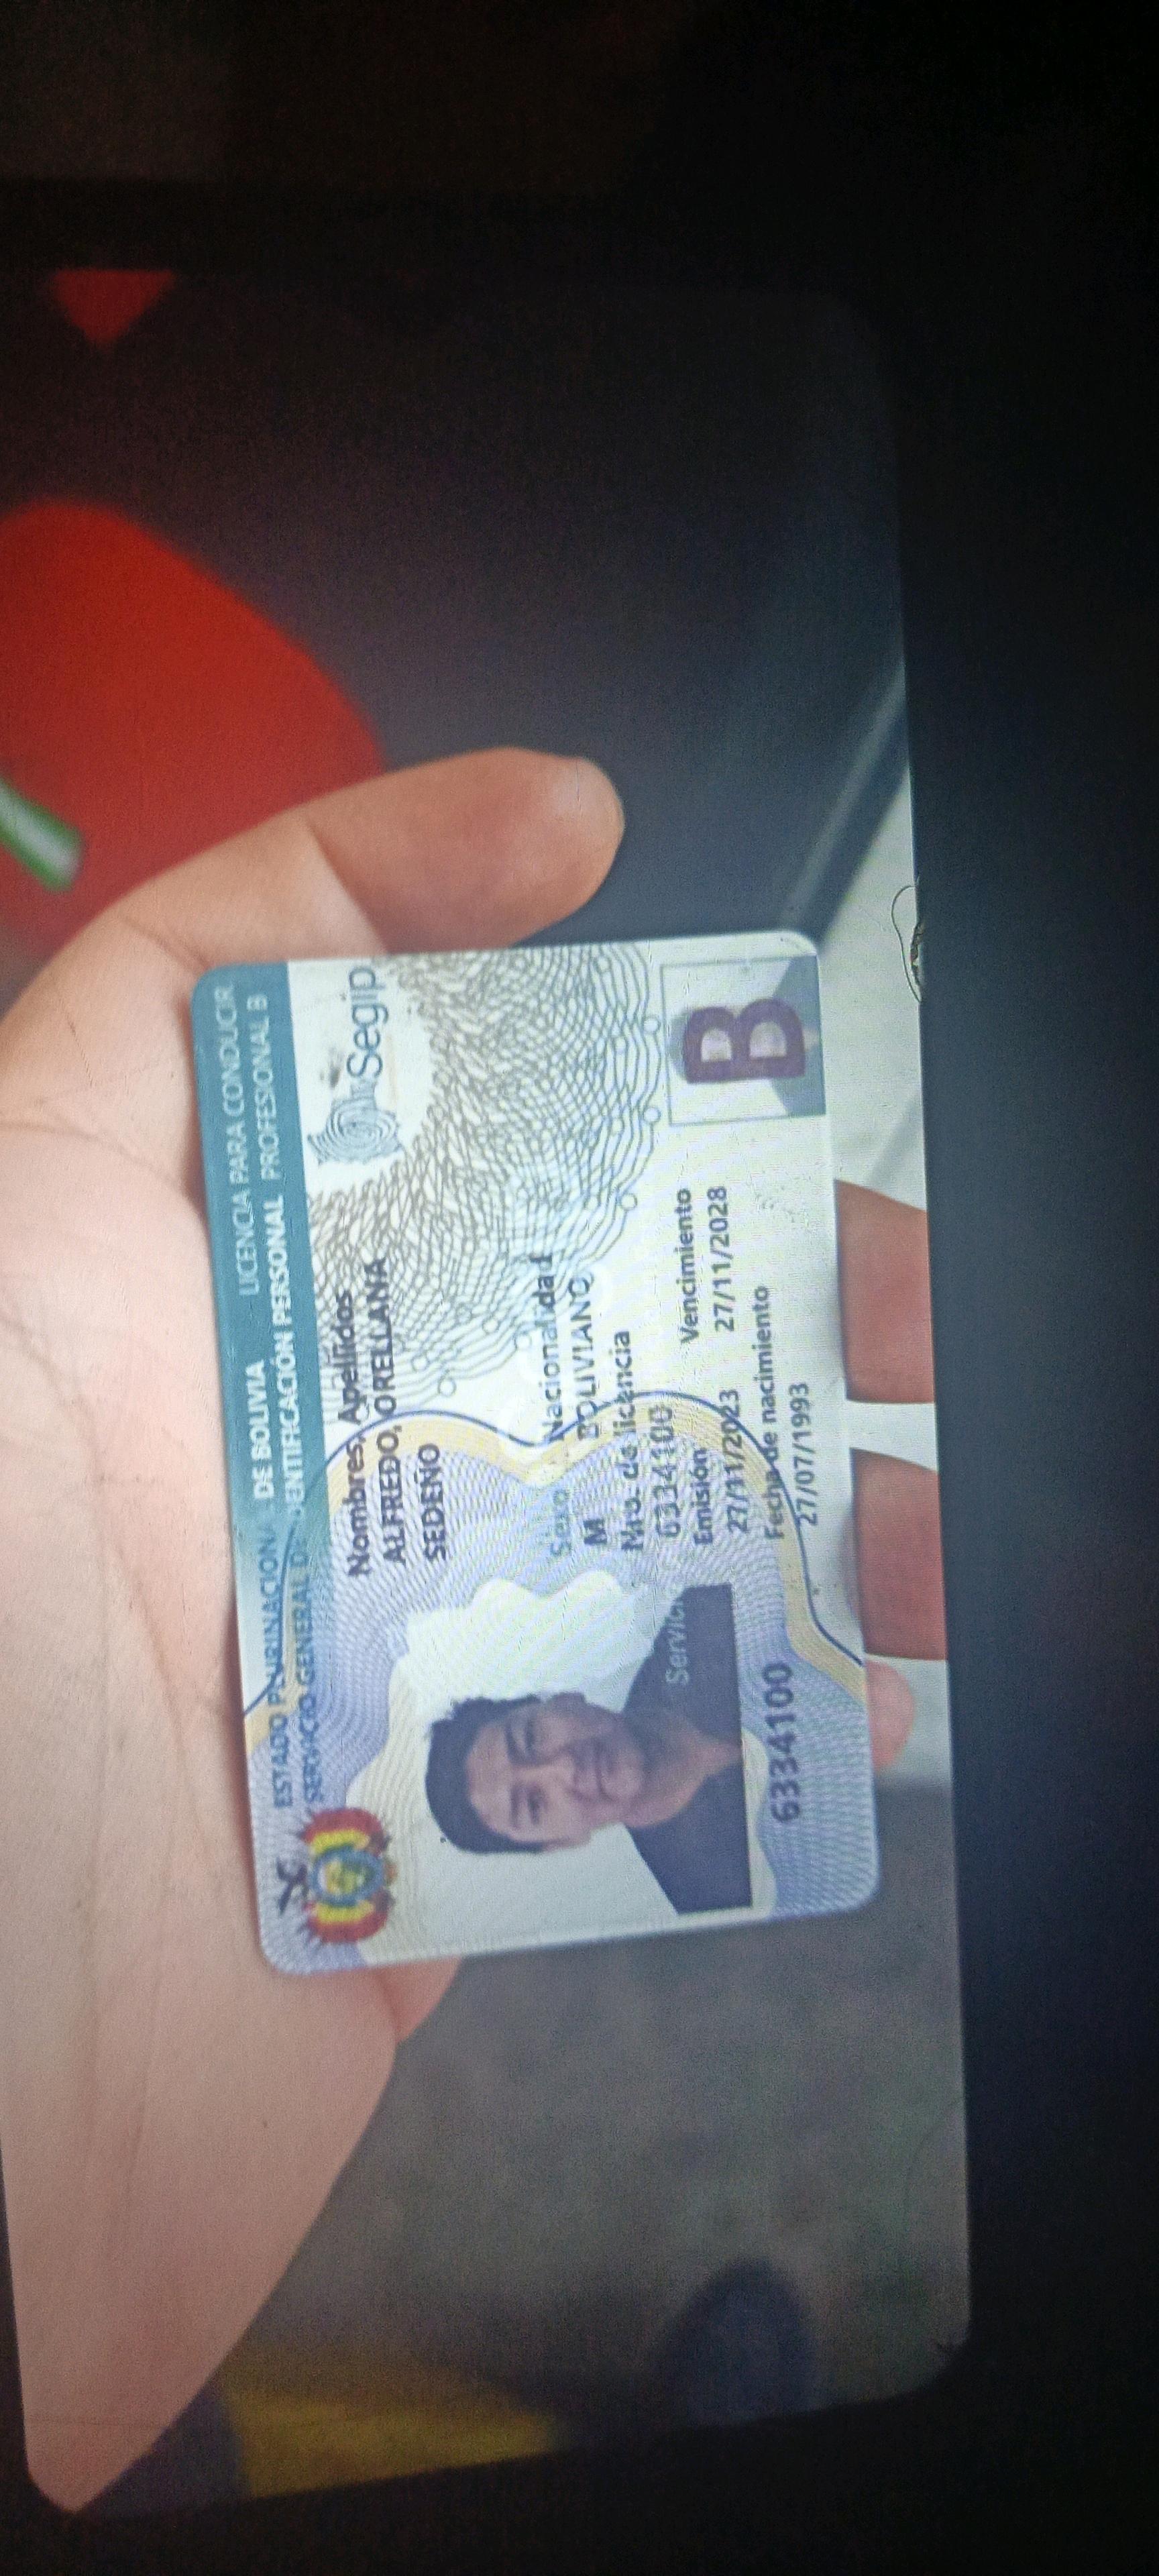 ESTADO PLURINACIONAL DE BOLIVIA LICENCIA PARA CONDUCIR
SERVICIO GENERAL DE IDENTIFICACIÓN PERSONAL PROFESIONAL B
Segip
Nombres, Apellidos
ALFREDO, ORELLANA
SEDEÑO
Sexo Nacionalidad
M BOLIVIANO
Nro. de licencia
6334100
Emisión Vencimiento
27/11/2023 27/11/2028
Fecha de nacimiento
27/07/1993
B
Servic
6334100